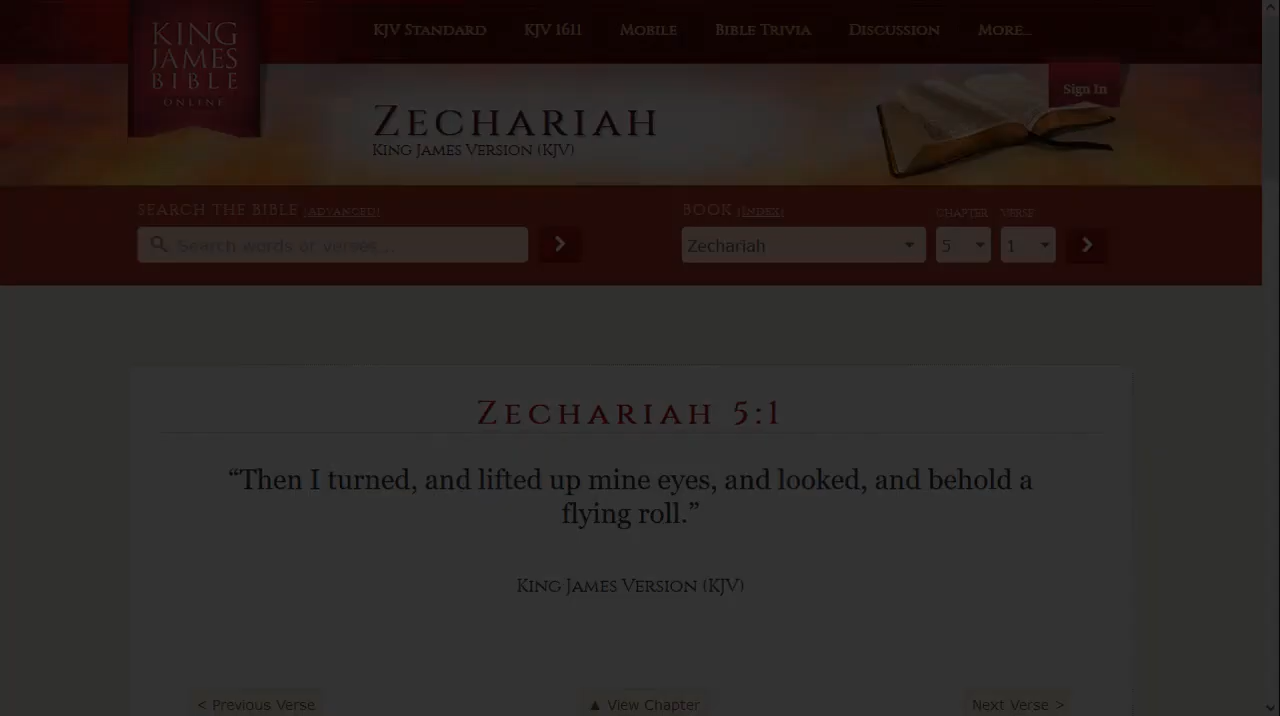 KING
JAMES
BIBLE
ONLINE
KJV Standard
KJV 1611
Mobile
Bible Trivia
Discussion
More...
Sign In
Zechariah
King James Version (KJV)
SEARCH THE BIBLE (ADVANCED)
BOOK (INDEX)
CHAPTER
VERSE
Search words or verses...
Zechariah
5
1
Zechariah 5:1
“Then I turned, and lifted up mine eyes, and looked, and behold a
flying roll.”
King James Version (KJV)
< Previous Verse
▲ View Chapter
Next Verse >